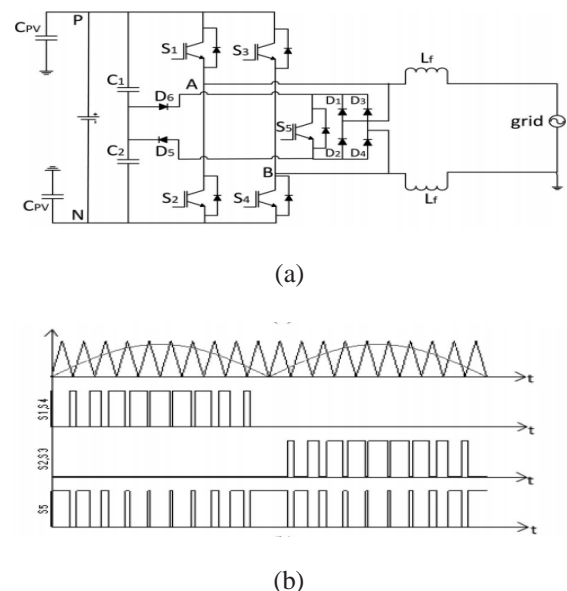 CPV
P
S1
S3
C1
A
D6
Lf
D1
D3
S5
grid
C2
D5
D2
D4
B
CPV
N
S2
S4
Lf
(a)
t
S1,S4
t
S2,S3
t
S5
t
(b)